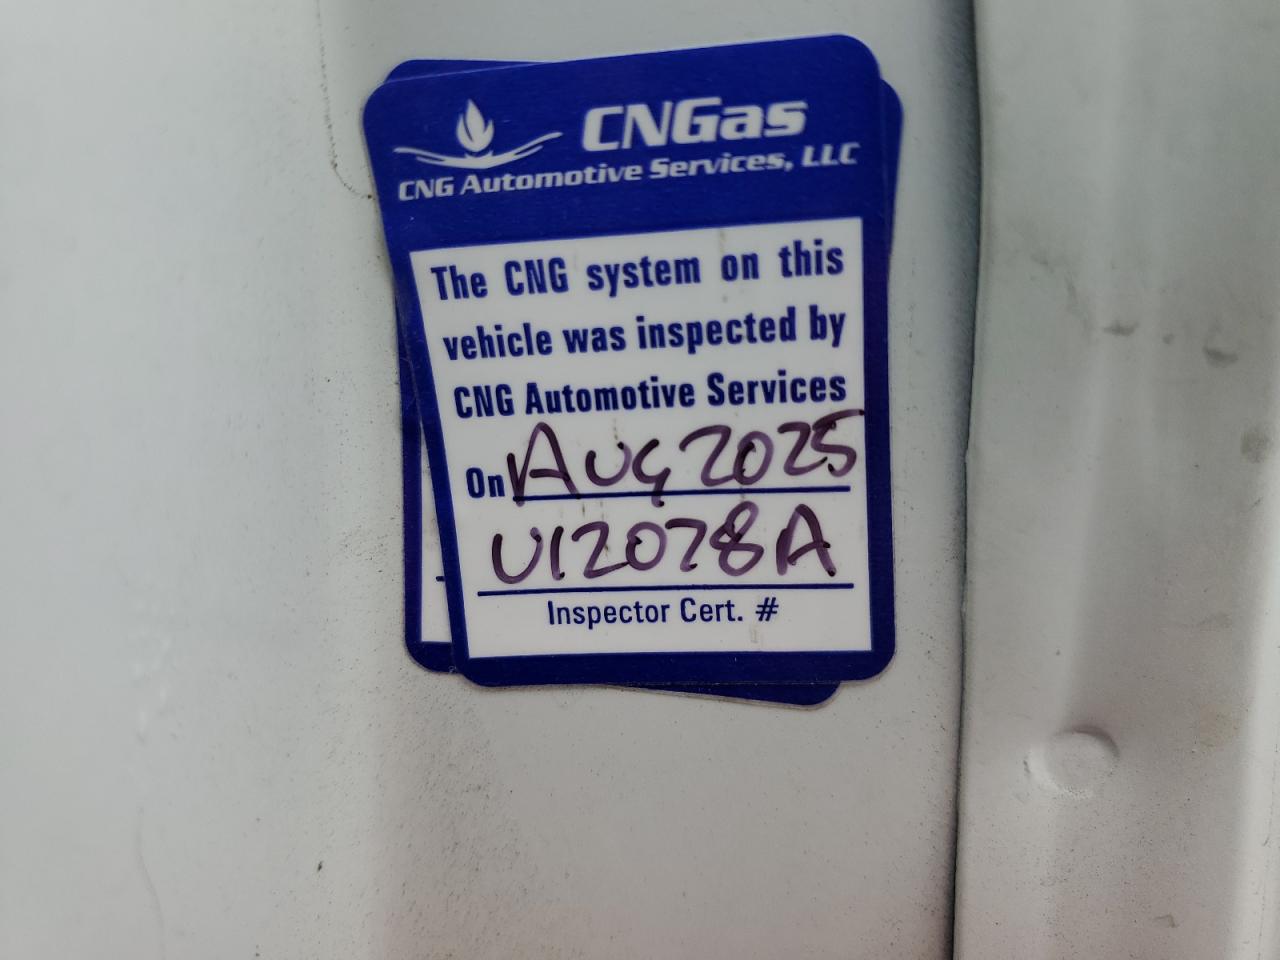 CNGas
CNG Automotive Services, LLC
The CNG system on this
vehicle was inspected by
CNG Automotive Services
On AUG 2025
U12078A
Inspector Cert. #